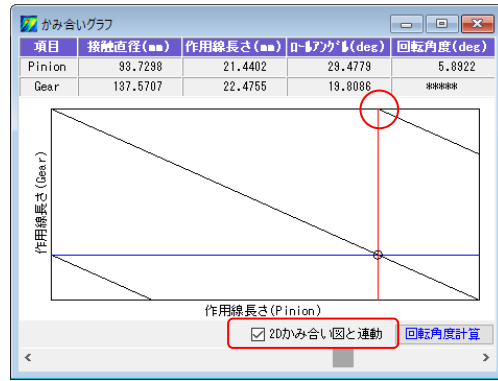 かみ合いグラフ
項目 接触直径(mm) 作用線長さ(mm) ロールアングル(deg) 回転角度(deg)
Pinion 93.7298 21.4402 29.4779 5.8922
Gear 137.5707 22.4755 19.8086 *****
作用線長さ(Gear)
作用線長さ(Pinion)
2Dかみ合い図と連動 回転角度計算